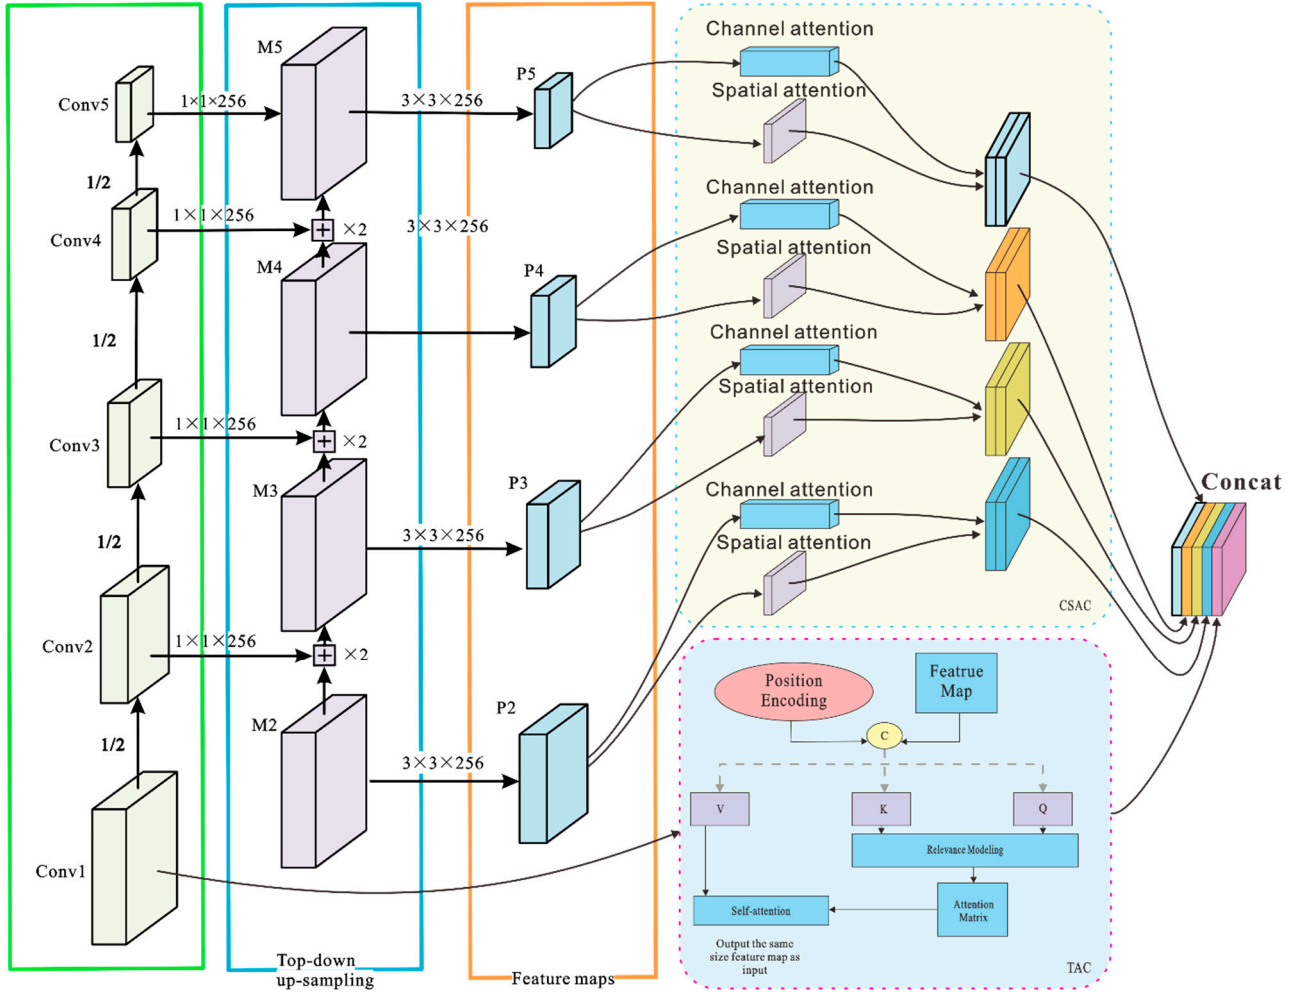 Conv5
1/2
Conv4
1/2
Conv3
1/2
Conv2
1/2
Conv1
1×1×256
1×1×256
1×1×256
1×1×256
M5
×2
M4
×2
M3
×2
M2
Top-down
up-sampling
3×3×256
3×3×256
3×3×256
3×3×256
P5
P4
P3
P2
Feature maps
Channel attention
Spatial attention
Channel attention
Spatial attention
Channel attention
Spatial attention
Channel attention
Spatial attention
CSAC
Concat
Position
Encoding
Featrue
Map
C
V
K
Q
Relevance Modeling
Attention
Matrix
Self-attention
Output the same
size feature map as
input
TAC